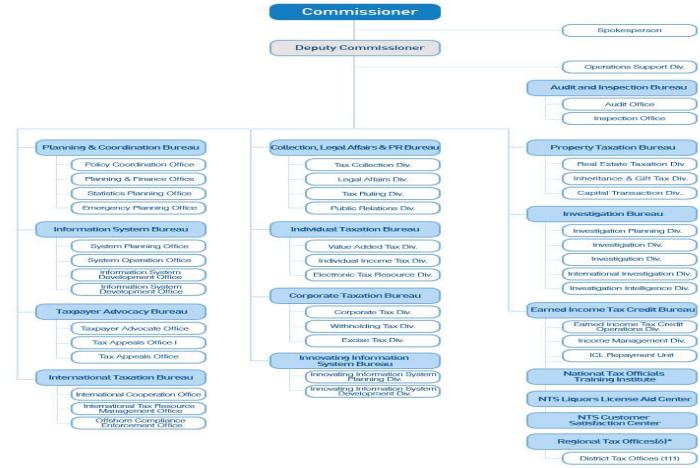 Commissioner
Spokesperson
Deputy Commissioner
Operations Support Div.
Audit and Inspection Bureau
Audit Office
Inspection Office
Planning & Coordination Bureau
Policy Coordination Office
Planning & Finance Office
Statistics Planning Office
Emergency Planning Office
Information System Bureau
System Planning Office
System Operation Office
Information System
Development Office
Information System
Development Office
Taxpayer Advocacy Bureau
Taxpayer Advocate Office
Tax Appeals Office I
Tax Appeals Office
International Taxation Bureau
International Cooperation Office
International Tax Resource
Management Office
Offshore Compliance
Enforcement Office
Collection, Legal Affairs & PR Bureau
Tax Collection Div.
Legal Affairs Div.
Tax Ruling Div.
Public Relations Div.
Individual Taxation Bureau
Value Added Tax Div.
Individual Income Tax Div.
Electronic Tax Resource Div.
Corporate Taxation Bureau
Corporate Tax Div.
Withholding Tax Div.
Excise Tax Div.
Innovating Information
System Bureau
Innovating Information System
Planning Div.
Innovating Information System
Development Div.
Property Taxation Bureau
Real Estate Taxation Div
Inheritance & Gift Tax Div.
Capital Transaction Div..
Investigation Bureau
Investigation Planning Div.
Investigation Div.
Investigation Div.
International Investigation Div.
Investigation Intelligence Div.
Earned Income Tax Credit Bureau
Earned Income Tax Credit
Operations Div.
Income Management Div.
ICL Repayment Unit
National Tax Officials
Training Institute
NTS Liquors License Aid Center
NTS Customer
Satisfaction Center
Regional Tax Offices(6)*
District Tax Offices (111)